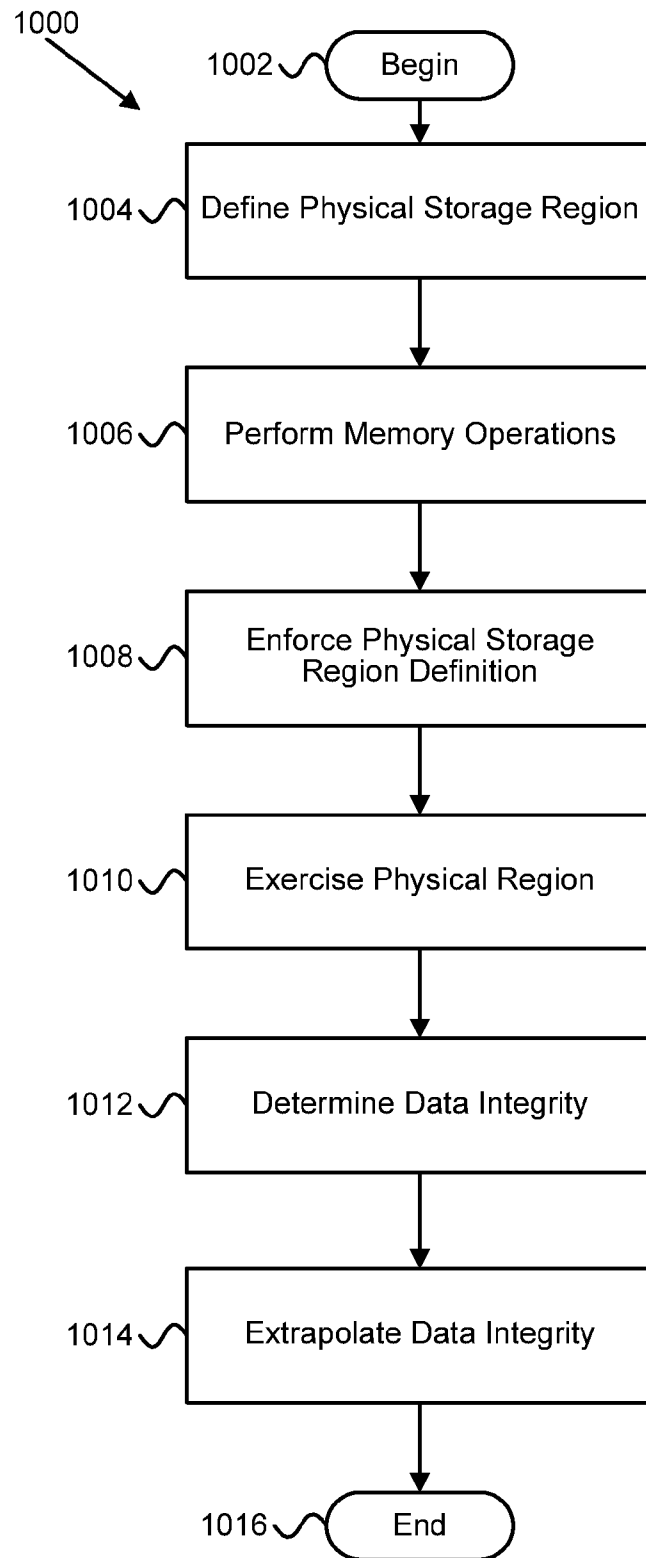 1000
1002
Begin
1004
Define Physical Storage Region
1006
Perform Memory Operations
1008
Enforce Physical Storage
Region Definition
1010
Exercise Physical Region
1012
Determine Data Integrity
1014
Extrapolate Data Integrity
1016
End